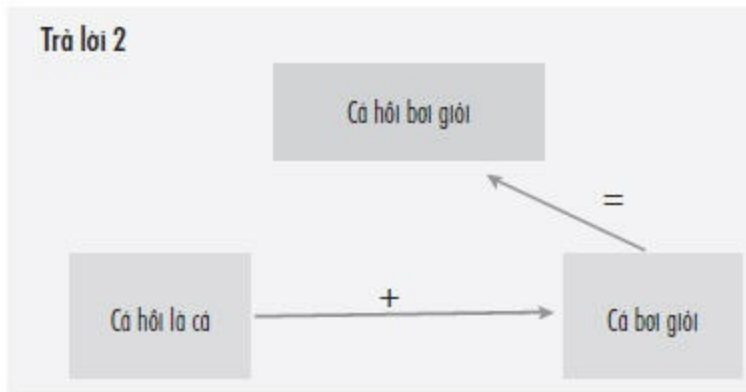 Trả lời 2
Cá hồi bơi giỏi
=
+
Cá hồi là cá
Cá bơi giỏi